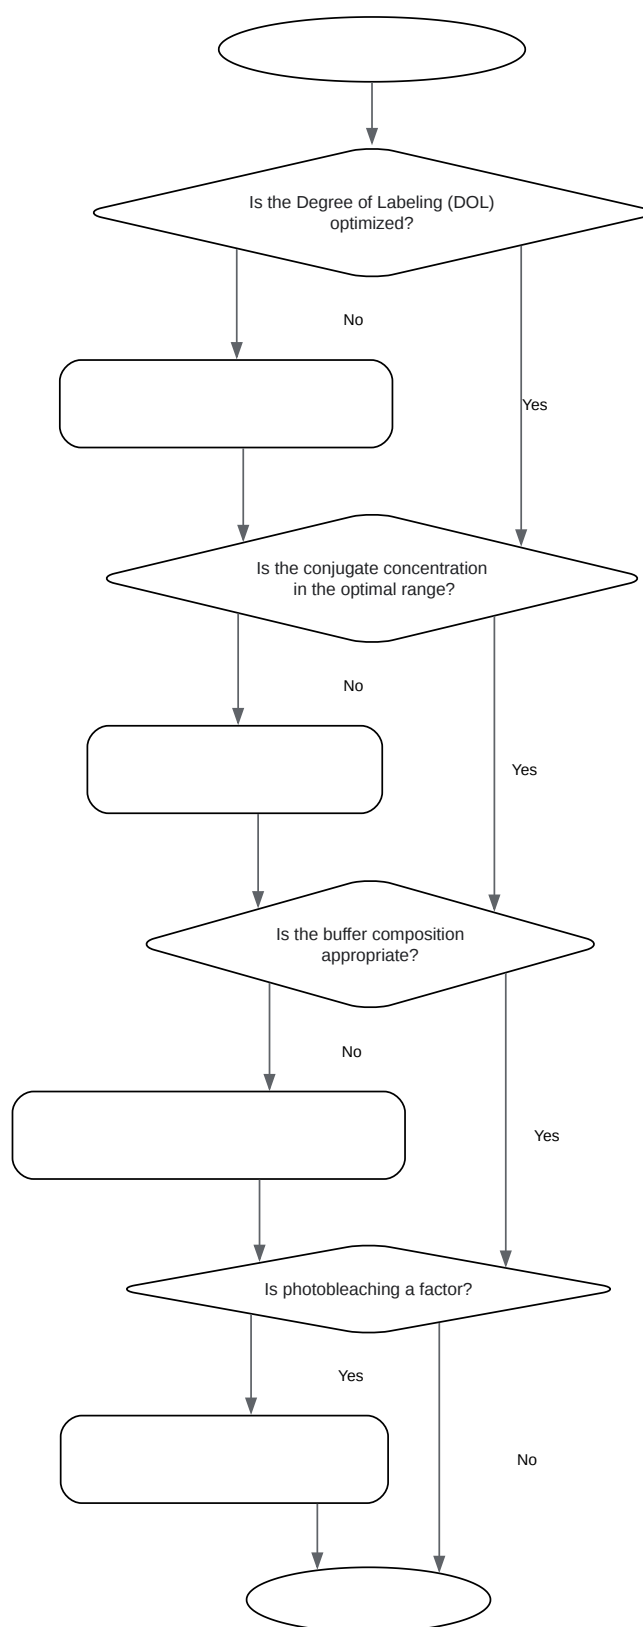 Is the Degree of Labeling (DOL)
optimized?
No
Yes
Is the conjugate concentration
in the optimal range?
No
Yes
Is the buffer composition
appropriate?
No
Yes
Is photobleaching a factor?
Yes
No